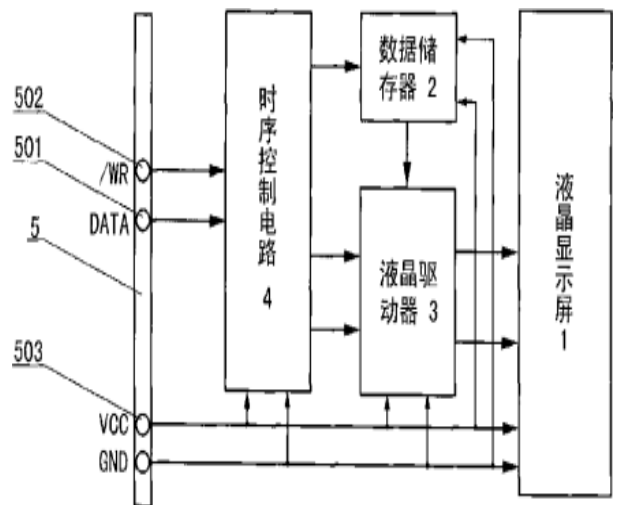 502
501
/WR
DATA
5
503
VCC
GND
时序控制电路 4
数据储
存器 2
液晶驱
动器 3
液晶显示屏 1